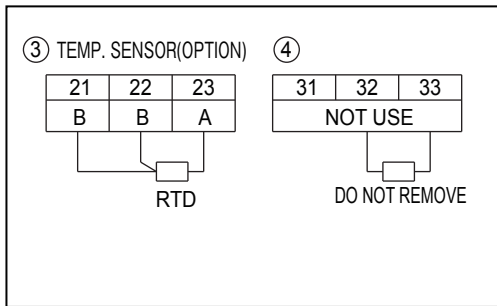 ③ TEMP. SENSOR(OPTION)
21 22 23
B B A
RTD
④
31 32 33
NOT USE
DO NOT REMOVE